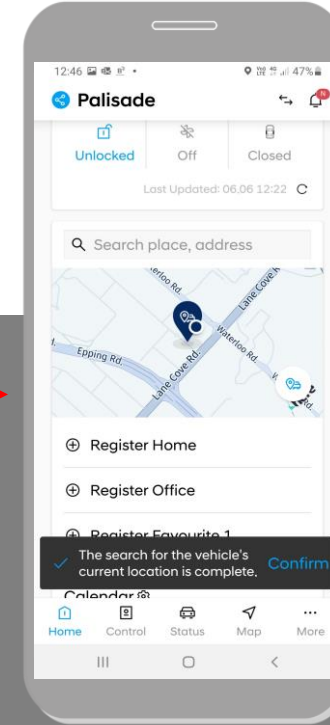 12:46 47%
Palisade
N
Unlocked Off Closed
Last Updated: 06.06 12:22
Search place, address
Waterloo Rd.
Lane Cove Rd.
Epping Rd.
Waterloo Rd.
Lane Cove Rd.
Register Home
Register Office
Register Favourite 1
The search for the vehicle's
current location is complete. Confirm
Calendar
Home Control Status Map More